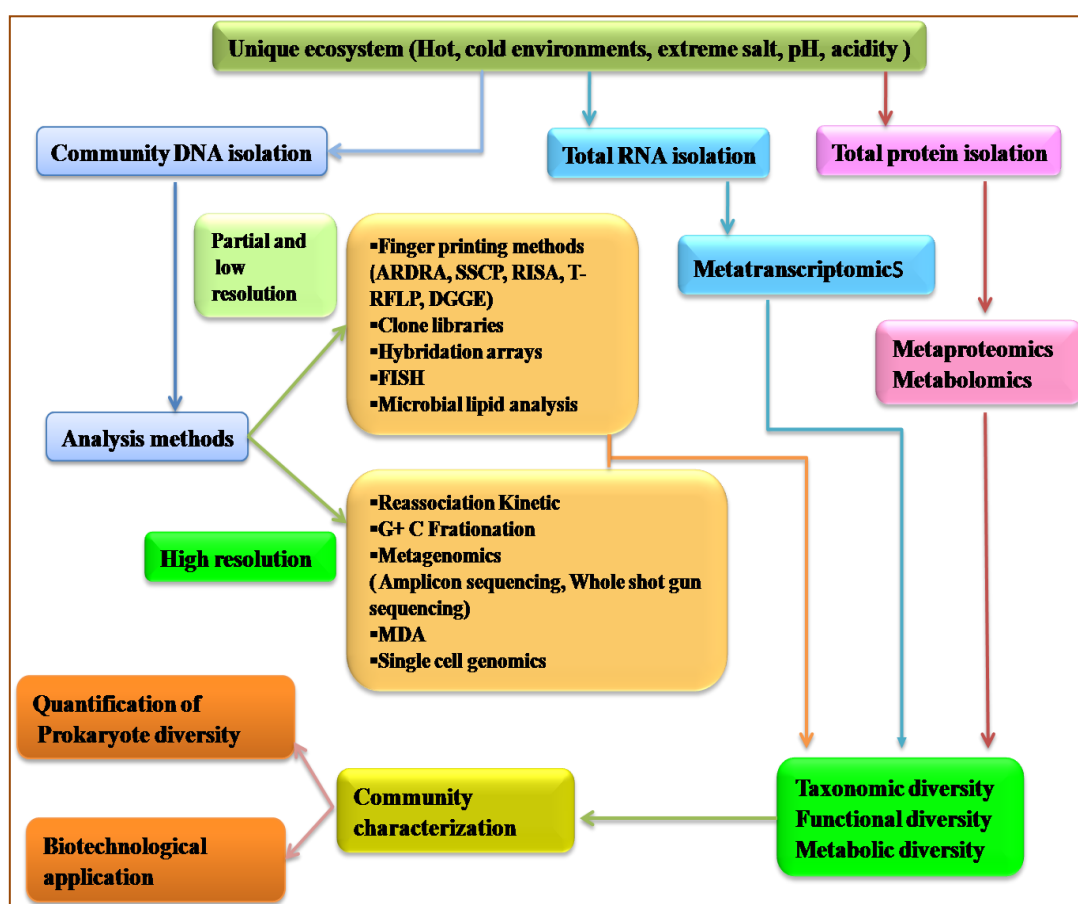 Unique ecosystem (Hot, cold environments, extreme salt, pH, acidity )
Community DNA isolation
Total RNA isolation
Total protein isolation
Partial and
low
resolution
▪Finger printing methods
(ARDRA, SSCP, RISA, T-
RFLP, DGGE)
▪Clone libraries
▪Hybridation arrays
▪FISH
▪Microbial lipid analysis
MetatranscriptomicS
Metaproteomics
Metabolomics
Analysis methods
High resolution
▪Reassociation Kinetic
▪G+ C Frationation
▪Metagenomics
( Amplicon sequencing, Whole shot gun
sequencing)
▪MDA
▪Single cell genomics
Quantification of
Prokaryote diversity
Community
characterization
Taxonomic diversity
Functional diversity
Metabolic diversity
Biotechnological
application